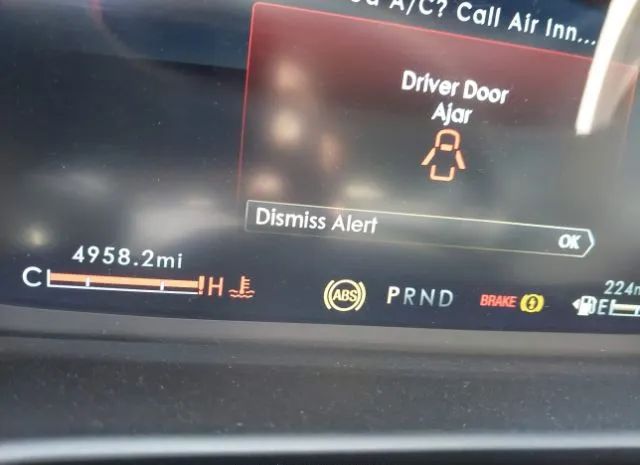 A/C? Call Air Inn...
Driver Door
Ajar
Dismiss Alert OK
4958.2mi
C H
ABS PRND BRAKE
224
E